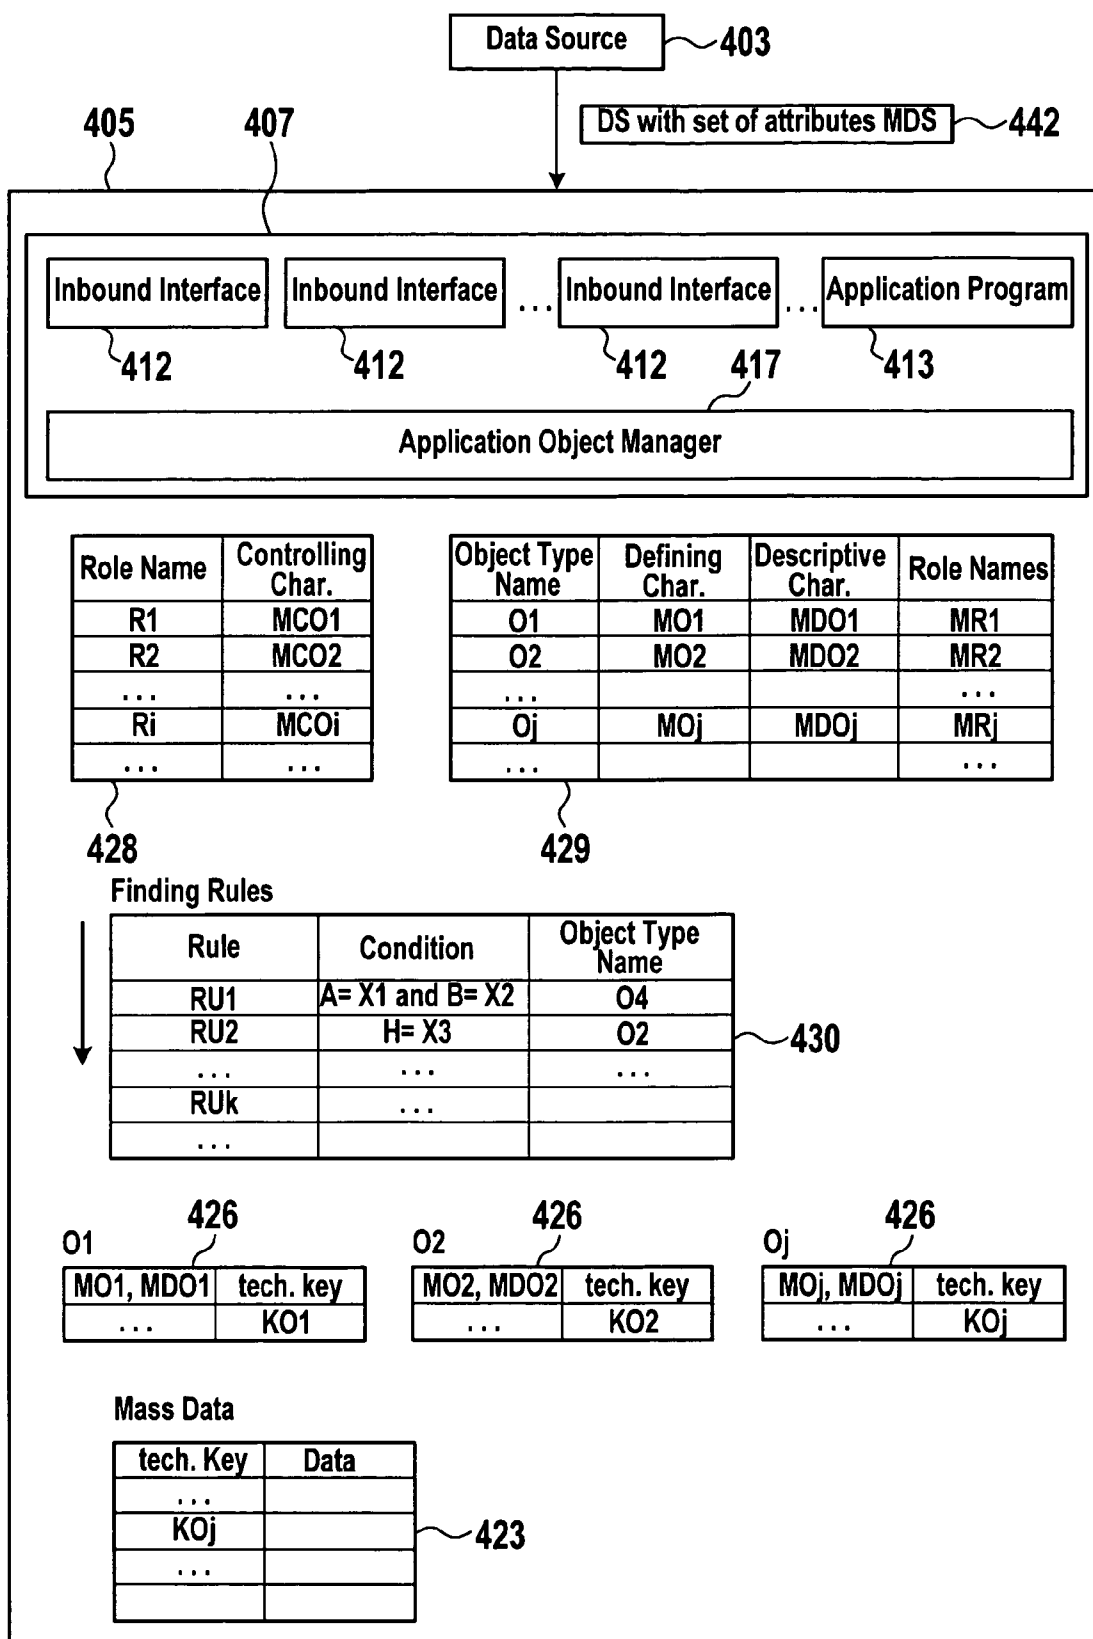 Data Source
403
405
407
DS with set of attributes MDS
442
Inbound Interface
Inbound Interface
...
Inbound Interface
...
Application Program
412
412
412
413
417
Application Object Manager
Role Name
Controlling
Char.
R1
MCO1
R2
MCO2
...
...
Ri
MCOi
...
...
428
Object Type
Name
Defining
Char.
Descriptive
Char.
Role Names
O1
MO1
MDO1
MR1
O2
MO2
MDO2
MR2
...
...
Oj
MOj
MDOj
MRj
...
...
429
Finding Rules
Rule
Condition
Object Type
Name
RU1
A= X1 and B= X2
O4
RU2
H= X3
O2
...
...
...
RUk
...
...
430
O1
426
MO1, MDO1
tech. key
...
KO1
O2
426
MO2, MDO2
tech. key
...
KO2
Oj
426
MOj, MDOj
tech. key
...
KOj
Mass Data
tech. Key
Data
...
KOj
...
423